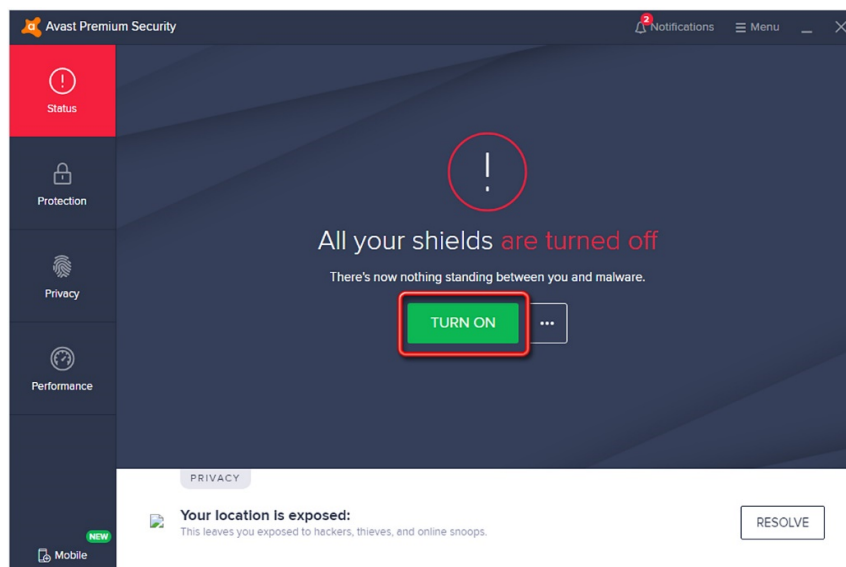 Avast Premium Security
2
Notifications
Menu
Status
Protection
Privacy
Performance
All your shields are turned off
There's now nothing standing between you and malware.
TURN ON
...
PRIVACY
Your location is exposed:
This leaves you exposed to hackers, thieves, and online snoops.
RESOLVE
NEW
Mobile